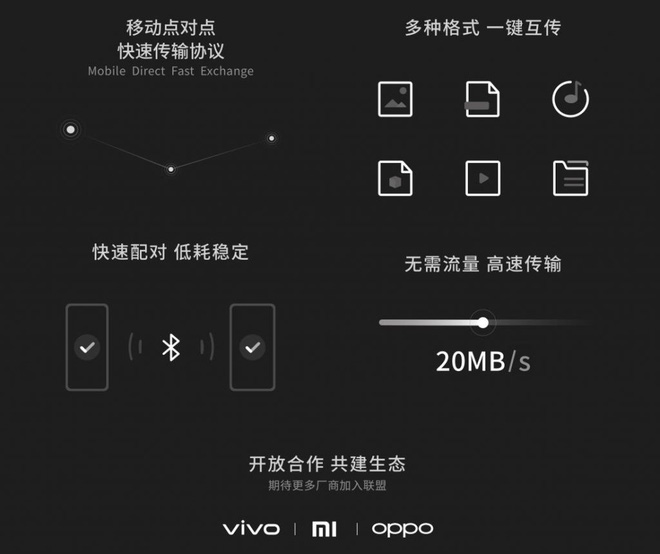 移动点对点
快速传输协议
Mobile Direct Fast Exchange
多种格式 一键互传
快速配对 低耗稳定
无需流量 高速传输
20MB/s
开放合作 共建生态
期待更多厂商加入联盟
vivo | MI | oppo